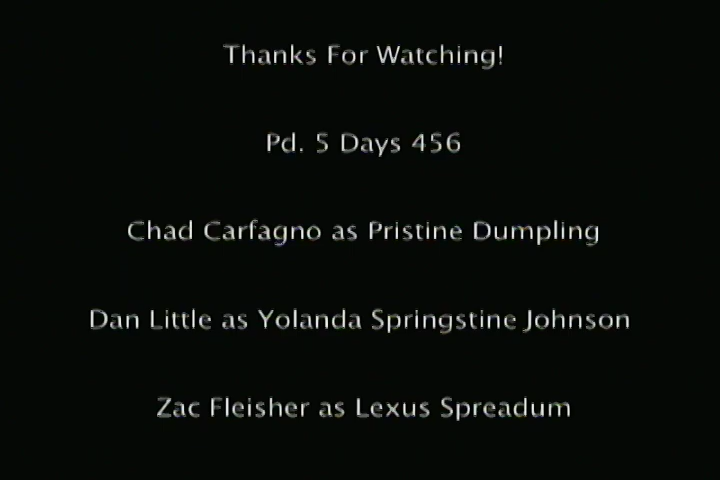 Thanks For Watching!
Pd. 5 Days 456
Chad Carfagno as Pristine Dumpling
Dan Little as Yolanda Springstine Johnson
Zac Fleisher as Lexus Spreadum